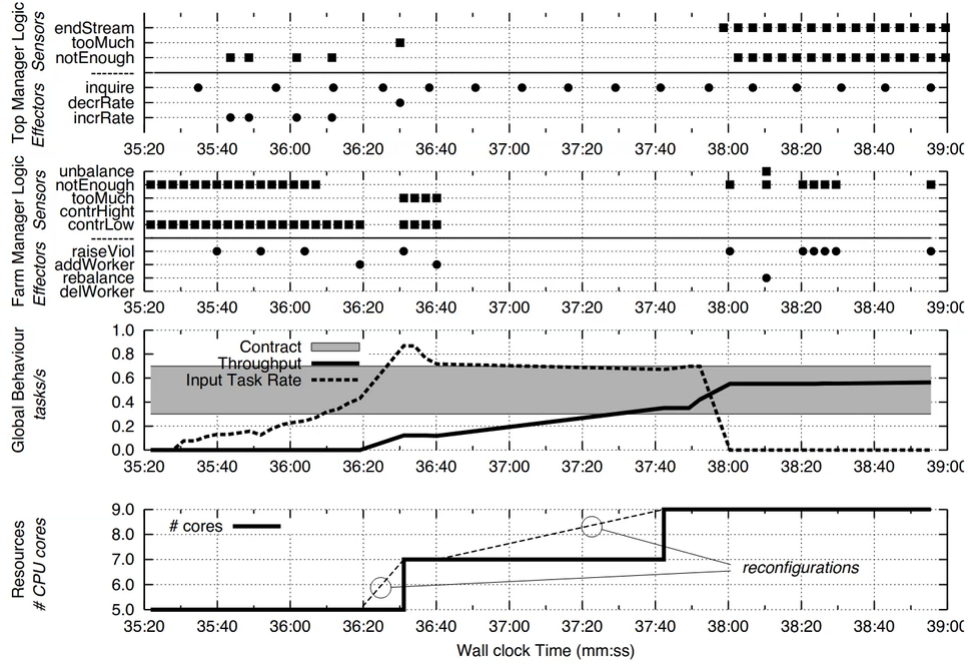 Top Manager Logic
Effectors Sensors
endStream
tooMuch
notEnough
--------
inquire
decrRate
incrRate
35:20 35:40 36:00 36:20 36:40 37:00 37:20 37:40 38:00 38:20 38:40 39:00
Farm Manager Logic
Effectors Sensors
unbalance
notEnough
tooMuch
contrHight
contrLow
--------
raiseViol
addWorker
rebalance
delWorker
35:20 35:40 36:00 36:20 36:40 37:00 37:20 37:40 38:00 38:20 38:40 39:00
Global Behaviour
tasks/s
1.0
0.8
0.6
0.4
0.2
0.0
Contract
Throughput
Input Task Rate
35:20 35:40 36:00 36:20 36:40 37:00 37:20 37:40 38:00 38:20 38:40 39:00
Resources
# CPU cores
9.0
8.0
7.0
6.0
5.0
# cores
reconfigurations
35:20 35:40 36:00 36:20 36:40 37:00 37:20 37:40 38:00 38:20 38:40 39:00
Wall clock Time (mm:ss)